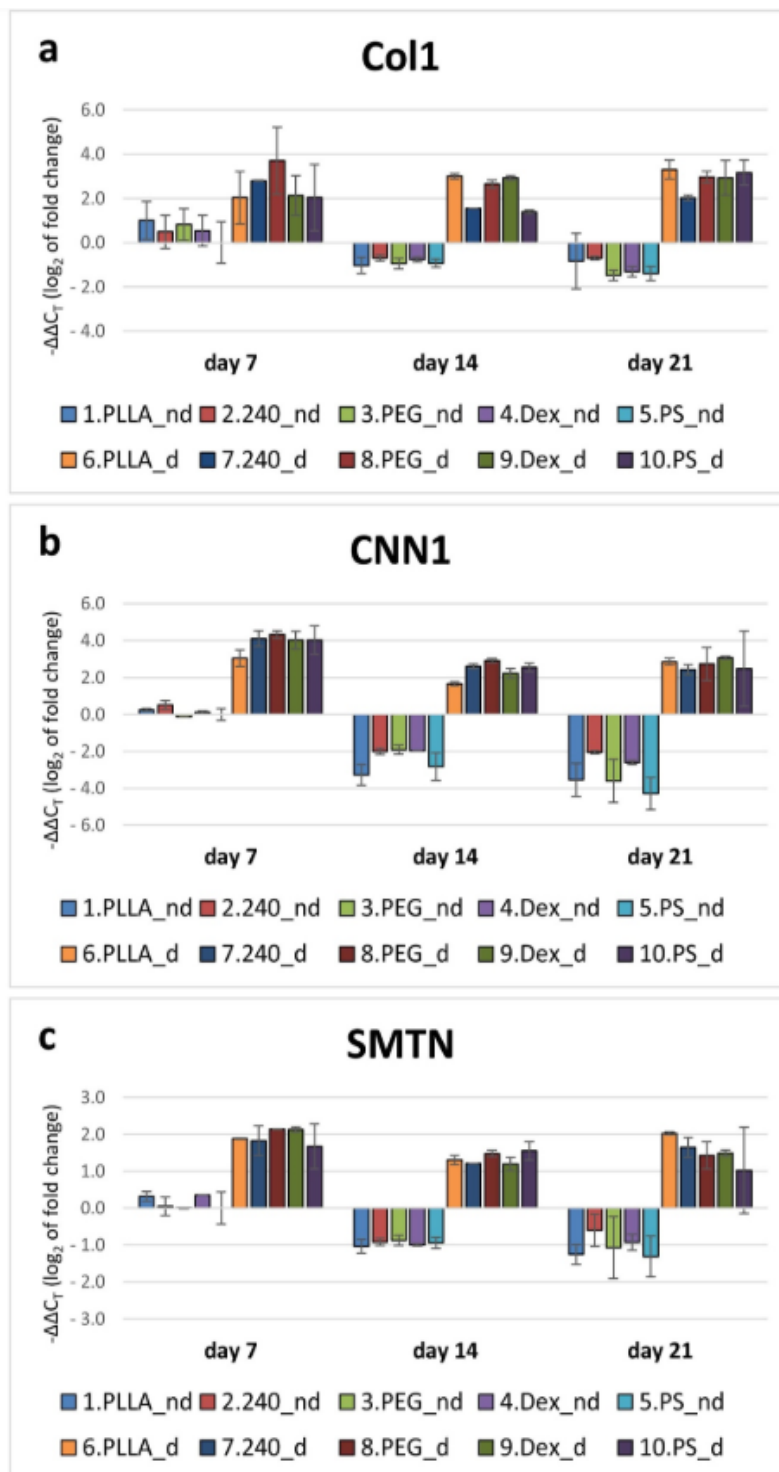 a
Col1
-ΔΔC_T (log₂ of fold change)
6.0
4.0
2.0
0.0
- 2.0
- 4.0
day 7 day 14 day 21
1.PLLA_nd 2.240_nd 3.PEG_nd 4.Dex_nd 5.PS_nd
6.PLLA_d 7.240_d 8.PEG_d 9.Dex_d 10.PS_d
b
CNN1
-ΔΔC_T (log₂ of fold change)
6.0
4.0
2.0
0.0
- 2.0
- 4.0
- 6.0
day 7 day 14 day 21
1.PLLA_nd 2.240_nd 3.PEG_nd 4.Dex_nd 5.PS_nd
6.PLLA_d 7.240_d 8.PEG_d 9.Dex_d 10.PS_d
c
SMTN
-ΔΔC_T (log₂ of fold change)
3.0
2.0
1.0
0.0
- 1.0
- 2.0
- 3.0
day 7 day 14 day 21
1.PLLA_nd 2.240_nd 3.PEG_nd 4.Dex_nd 5.PS_nd
6.PLLA_d 7.240_d 8.PEG_d 9.Dex_d 10.PS_d